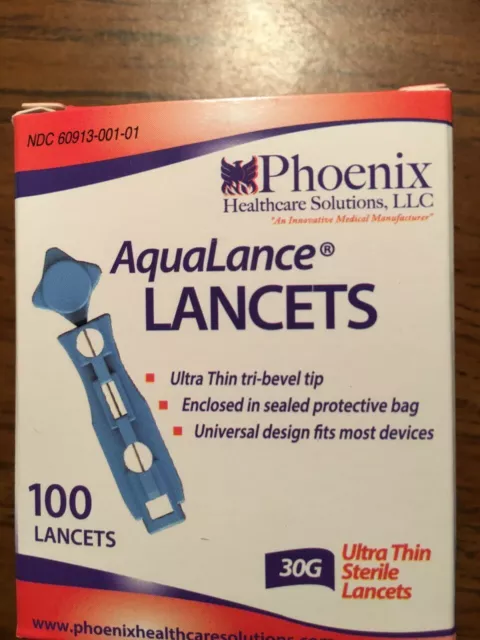 NDC 60913-001-01
Phoenix
Healthcare Solutions, LLC
"An Innovative Medical Manufacturer"
AquaLance®
LANCETS
Ultra Thin tri-bevel tip
Enclosed in sealed protective bag
Universal design fits most devices
100
LANCETS
30G
Ultra Thin
Sterile
Lancets
www.phoenixhealthcaresolutions.com